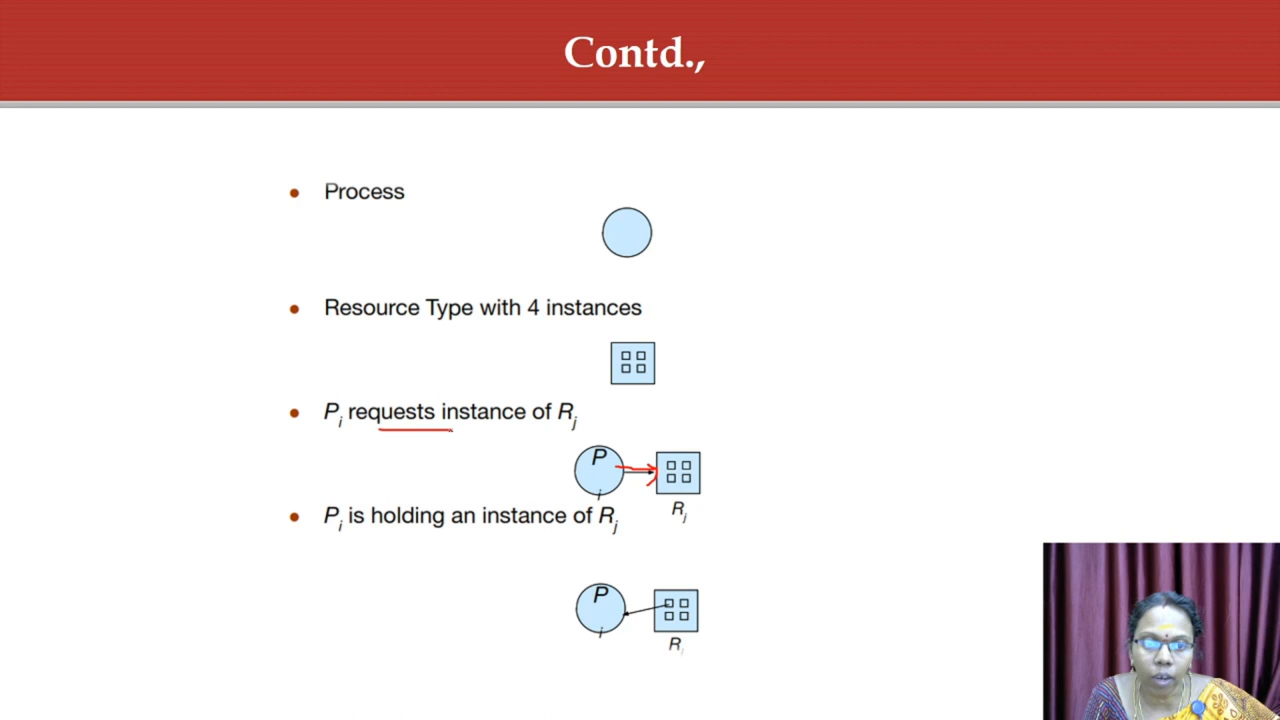 Contd.,
Process
Resource Type with 4 instances
Pi requests instance of Rj
P
i
Rj
Pi is holding an instance of Rj
P
i
Rj